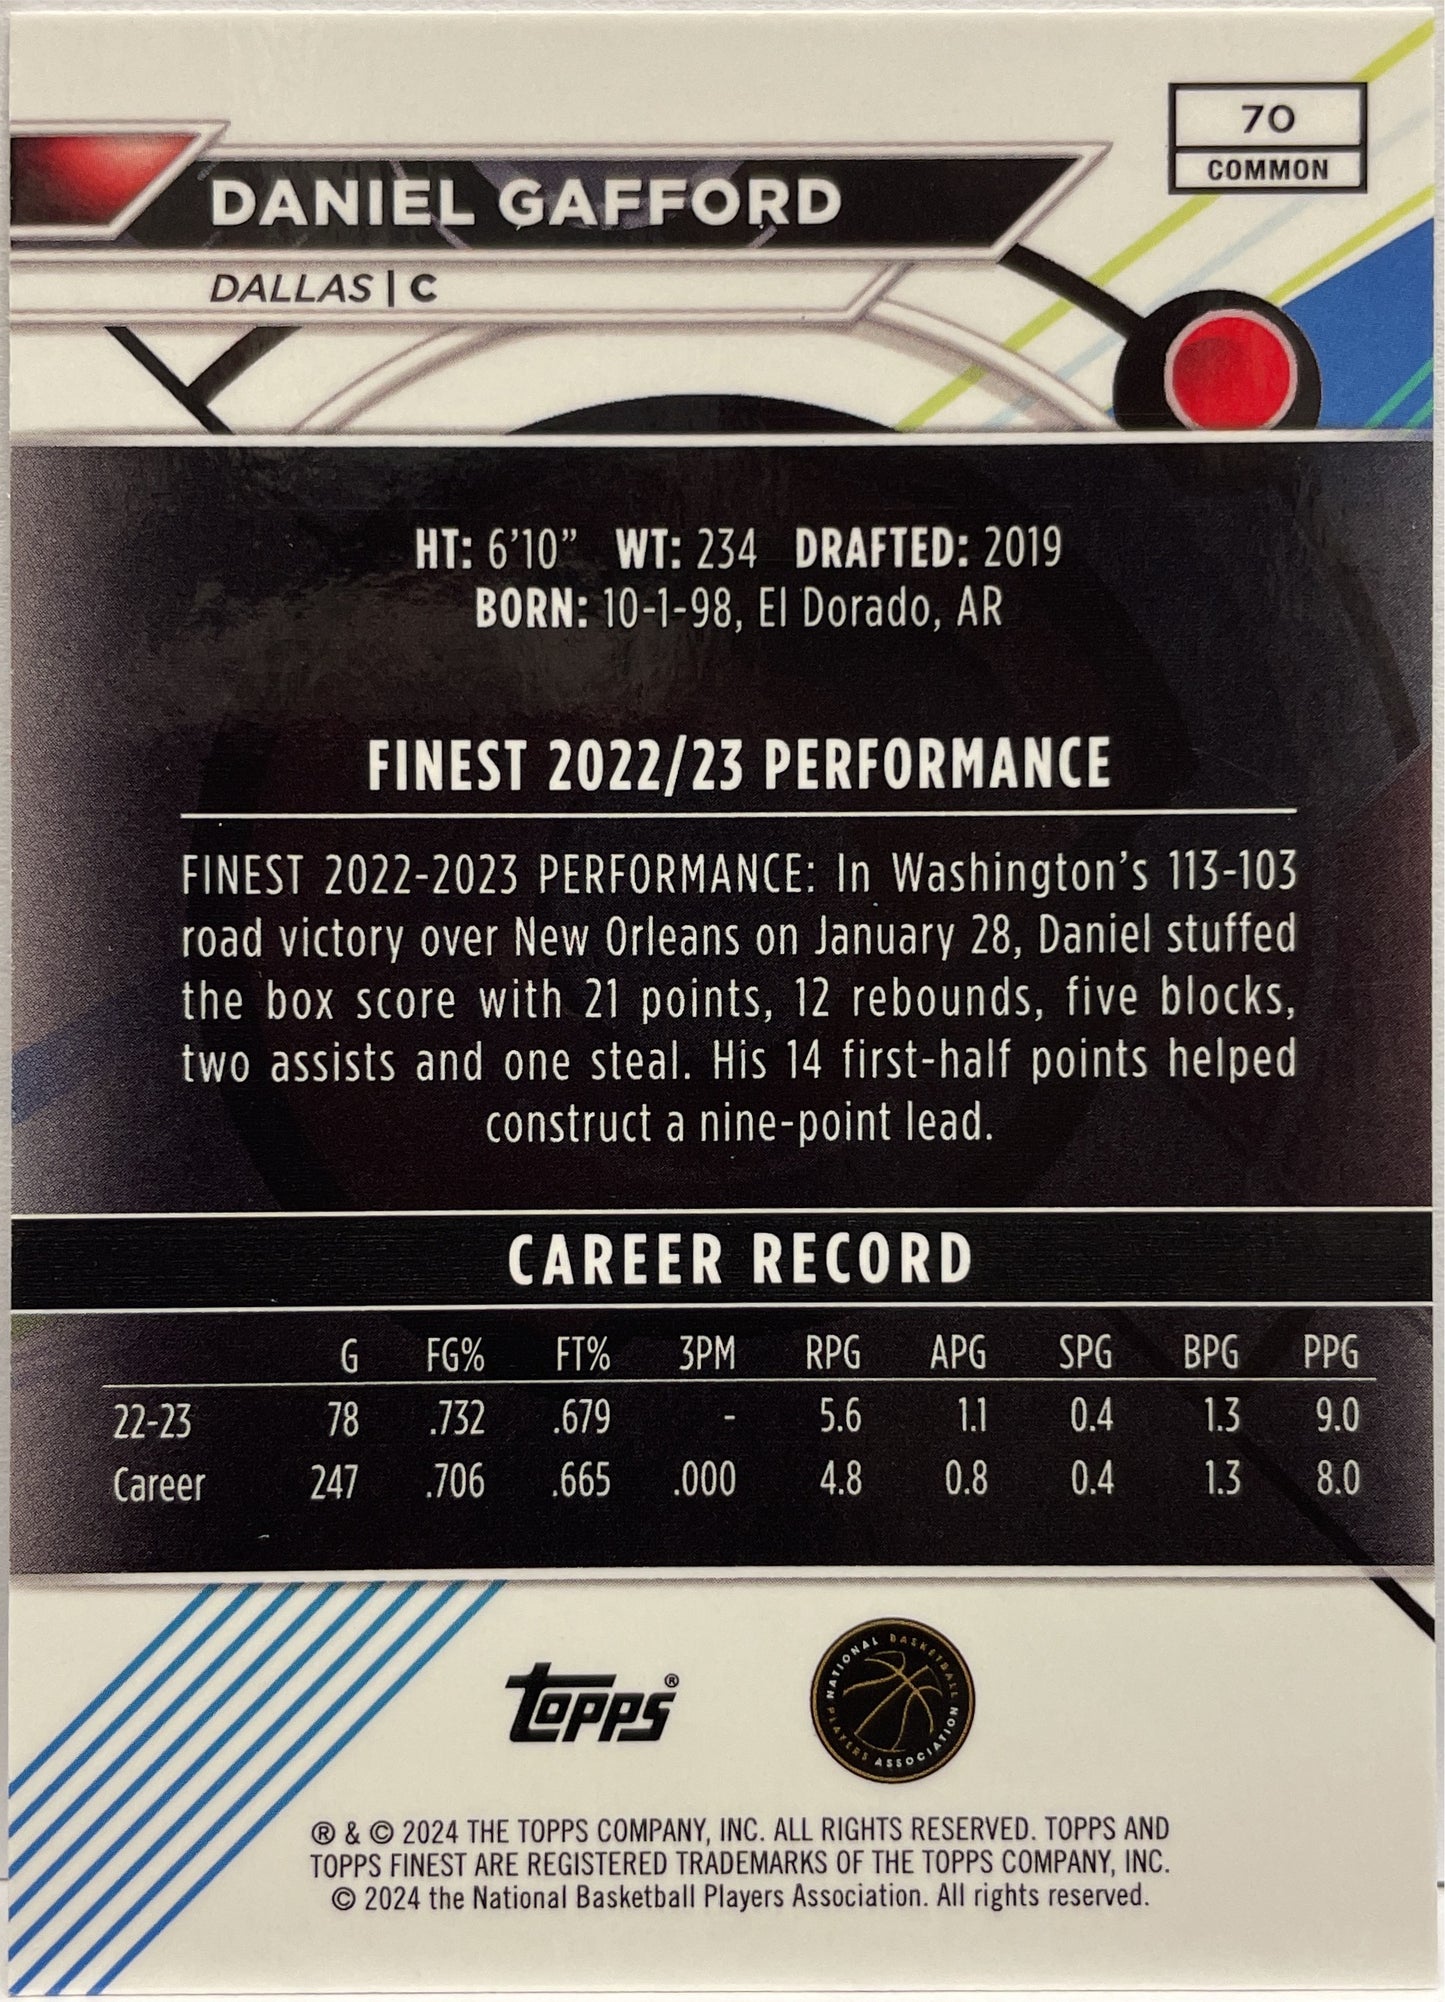 70
COMMON
DANIEL GAFFORD
DALLAS | C
HT: 6'10” WT: 234 DRAFTED: 2019
BORN: 10-1-98, El Dorado, AR
FINEST 2022/23 PERFORMANCE
FINEST 2022-2023 PERFORMANCE: In Washington's 113-103
road victory over New Orleans on January 28, Daniel stuffed
the box score with 21 points, 12 rebounds, five blocks,
two assists and one steal. His 14 first-half points helped
construct a nine-point lead.
CAREER RECORD
G FG% FT% 3PM RPG APG SPG BPG PPG
22-23 78 .732 .679 - 5.6 1.1 0.4 1.3 9.0
Career 247 .706 .665 .000 4.8 0.8 0.4 1.3 8.0
topps®
NATIONAL BASKETBALL PLAYERS ASSOCIATION
® & © 2024 THE TOPPS COMPANY, INC. ALL RIGHTS RESERVED. TOPPS AND
TOPPS FINEST ARE REGISTERED TRADEMARKS OF THE TOPPS COMPANY, INC.
© 2024 the National Basketball Players Association. All rights reserved.